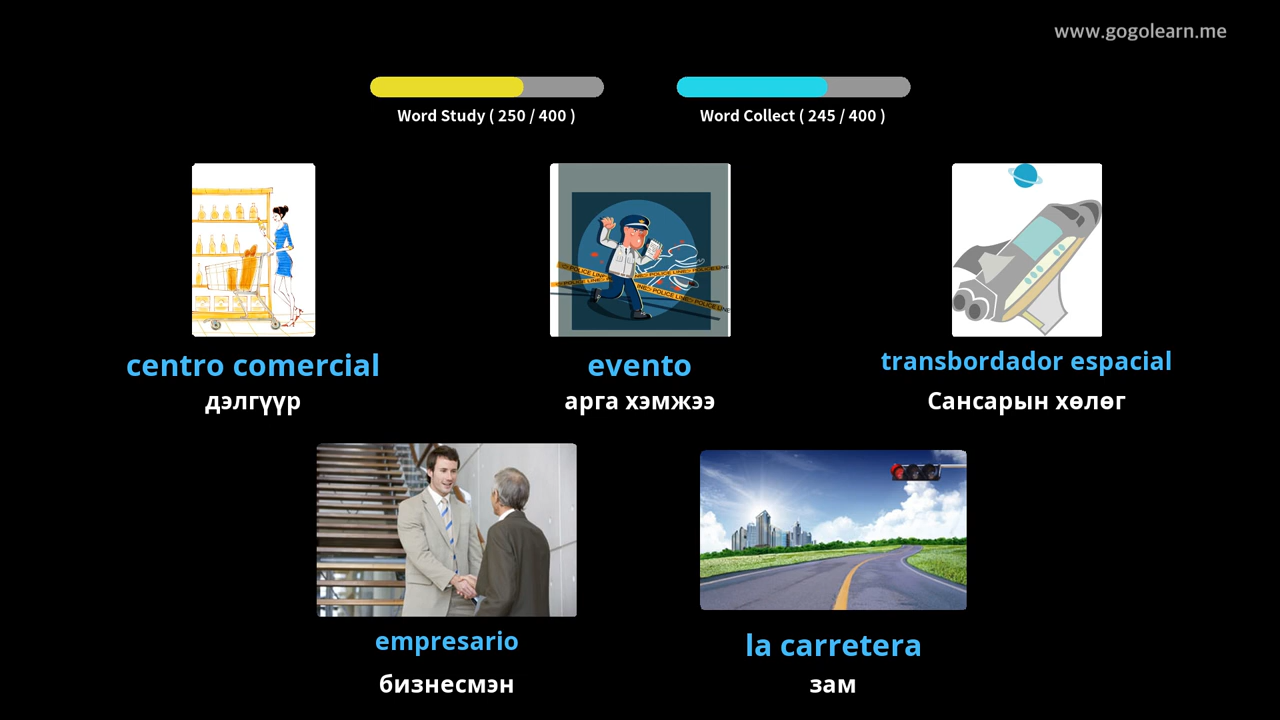 www.gogolearn.me
Word Study ( 250 / 400 )
Word Collect ( 245 / 400 )
centro comercial
дэлгүүр
evento
арга хэмжээ
transbordador espacial
Сансарын хөлөг
empresario
бизнесмэн
la carretera
зам